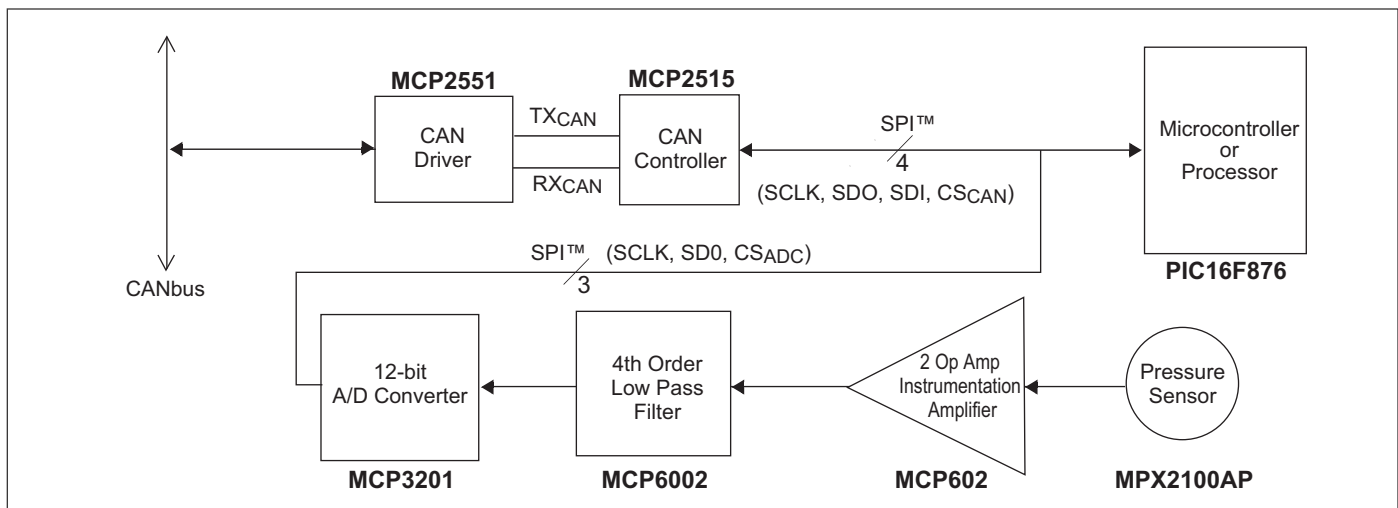 MCP2551
MCP2515
CAN
Driver
TXCAN
RXCAN
CAN
Controller
SPI™
4
(SCLK, SDO, SDI, CSCAN)
Microcontroller
or
Processor
PIC16F876
CANbus
SPI™ (SCLK, SD0, CSADC)
3
12-bit
A/D Converter
MCP3201
4th Order
Low Pass
Filter
MCP6002
2 Op Amp
Instrumentation
Amplifier
MCP602
Pressure
Sensor
MPX2100AP